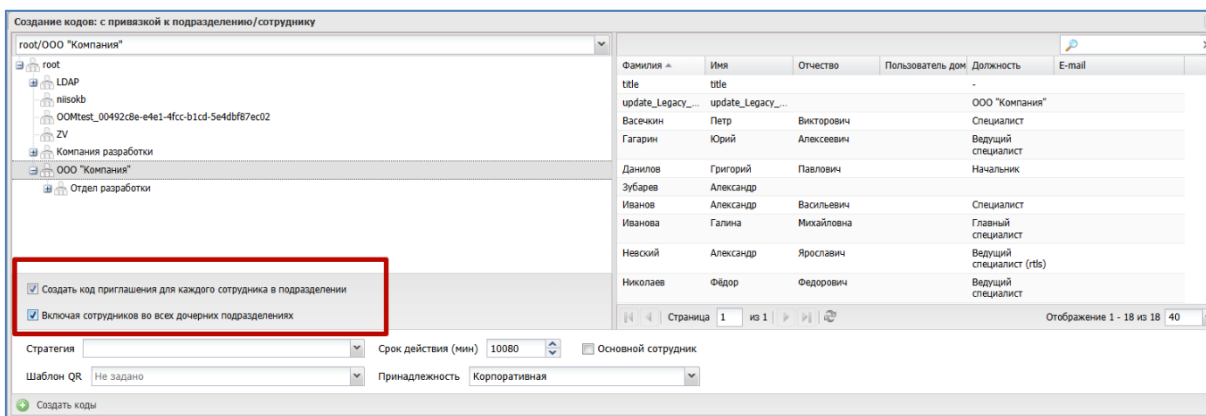 Создание кодов: с привязкой к подразделению/сотруднику
root/ООО "Компания"
root
LDAP
niisokb
OOMtest_00492c8e-e4e1-4fcc-b1cd-5e4dbf87ec02
ZV
Компания разработки
ООО "Компания"
Отдел разработки
Создать код приглашения для каждого сотрудника в подразделении
Включая сотрудников во всех дочерних подразделениях
Фамилия Имя Отчество Пользователь дом Должность E-mail
title title -
update_Legacy_... update_Legacy_... ООО "Компания"
Васечкин Петр Викторович Специалист
Гагарин Юрий Алексеевич Ведущий
специалист
Данилов Григорий Павлович Начальник
Зубарев Александр
Иванов Александр Васильевич Специалист
Иванова Галина Михайловна Главный
специалист
Невский Александр Ярославич Ведущий
специалист (rtls)
Николаев Фёдор Федорович Ведущий
специалист
Страница 1 из 1 Отображение 1 - 18 из 18 40
Стратегия Срок действия (мин) 10080 Основной сотрудник
Шаблон QR Не задано Принадлежность Корпоративная
Создать коды